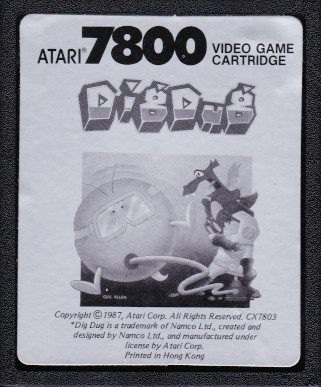 ATARI® 7800 VIDEO GAME CARTRIDGE
DiG DuG
GUS ALLEN
Copyright ©1987, Atari Corp. All Rights Reserved. CX7803
*Dig Dug is a trademark of Namco Ltd., created and
designed by Namco Ltd., and manufactured under
license by Atari Corp.
Printed in Hong Kong